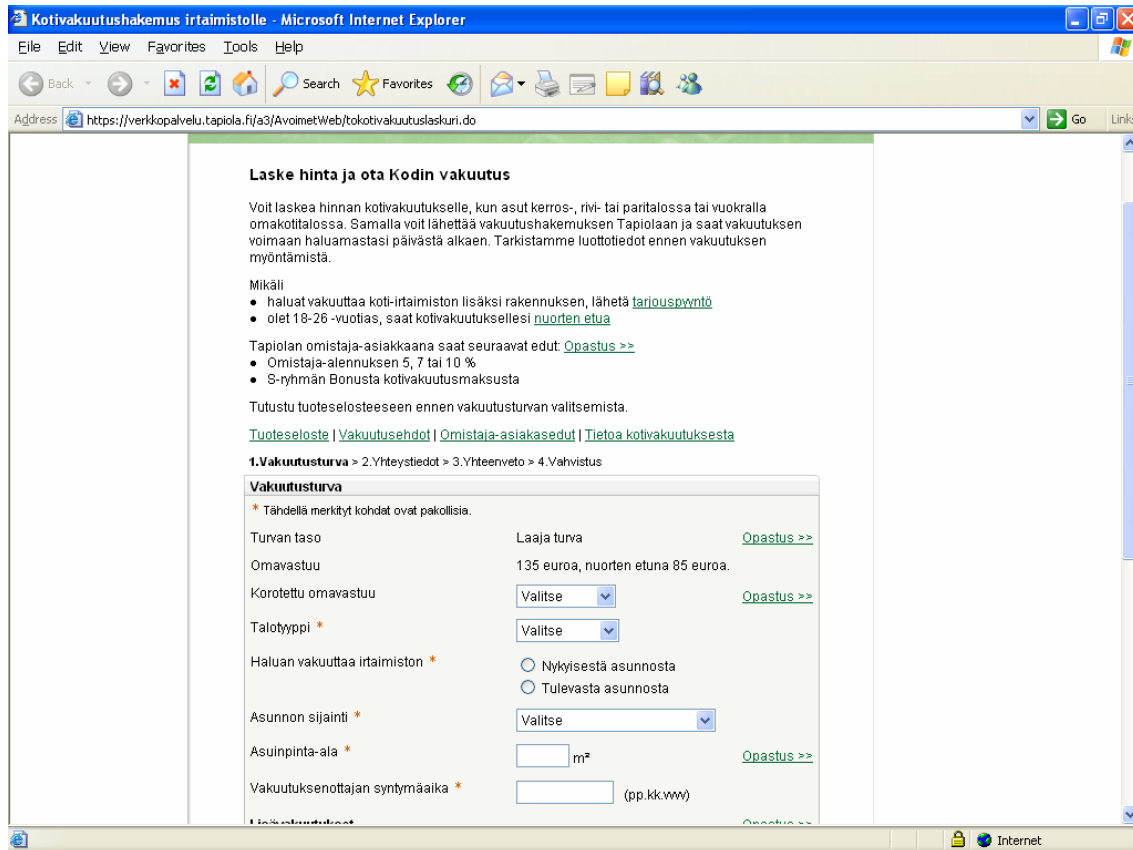 Kotivakuutushakemus irtaimistolle - Microsoft Internet Explorer
File Edit View Favorites Tools Help
Back Search Favorites
Address https://verkkopalvelu.tapiola.fi/a3/AvoimetWeb/tokotivakuutuslaskuri.do Go Links
Laske hinta ja ota Kodin vakuutus
Voit laskea hinnan kotivakuutukselle, kun asut kerros-, rivi- tai paritalossa tai vuokralla
omakotitalossa. Samalla voit lähettää vakuutushakemuksen Tapiolaan ja saat vakuutuksen
voimaan haluamastasi päivästä alkaen. Tarkistamme luottotiedot ennen vakuutuksen
myöntämistä.
Mikäli
● haluat vakuuttaa koti-irtaimiston lisäksi rakennuksen, lähetä tarjouspyyntö
● olet 18-26 -vuotias, saat kotivakuutuksellesi nuorten etua
Tapiolan omistaja-asiakkaana saat seuraavat edut: Opastus >>
● Omistaja-alennuksen 5, 7 tai 10 %
● S-ryhmän Bonusta kotivakuutusmaksusta
Tutustu tuoteselosteeseen ennen vakuutusturvan valitsemista.
Tuoteseloste | Vakuutusehdot | Omistaja-asiakasedut | Tietoa kotivakuutuksesta
1.Vakuutusturva > 2.Yhteystiedot > 3.Yhteenveto > 4.Vahvistus
Vakuutusturva
* Tähdellä merkityt kohdat ovat pakollisia.
Turvan taso Laaja turva Opastus >>
Omavastuu 135 euroa, nuorten etuna 85 euroa.
Korotettu omavastuu Valitse Opastus >>
Talotyyppi * Valitse
Haluan vakuuttaa irtaimiston * Nykyisestä asunnosta
Tulevasta asunnosta
Asunnon sijainti * Valitse
Asuinpinta-ala * m² Opastus >>
Vakuutuksenottajan syntymäaika * (pp.kk.vvvv)
Lisävakuutukset Opastus >>
Internet